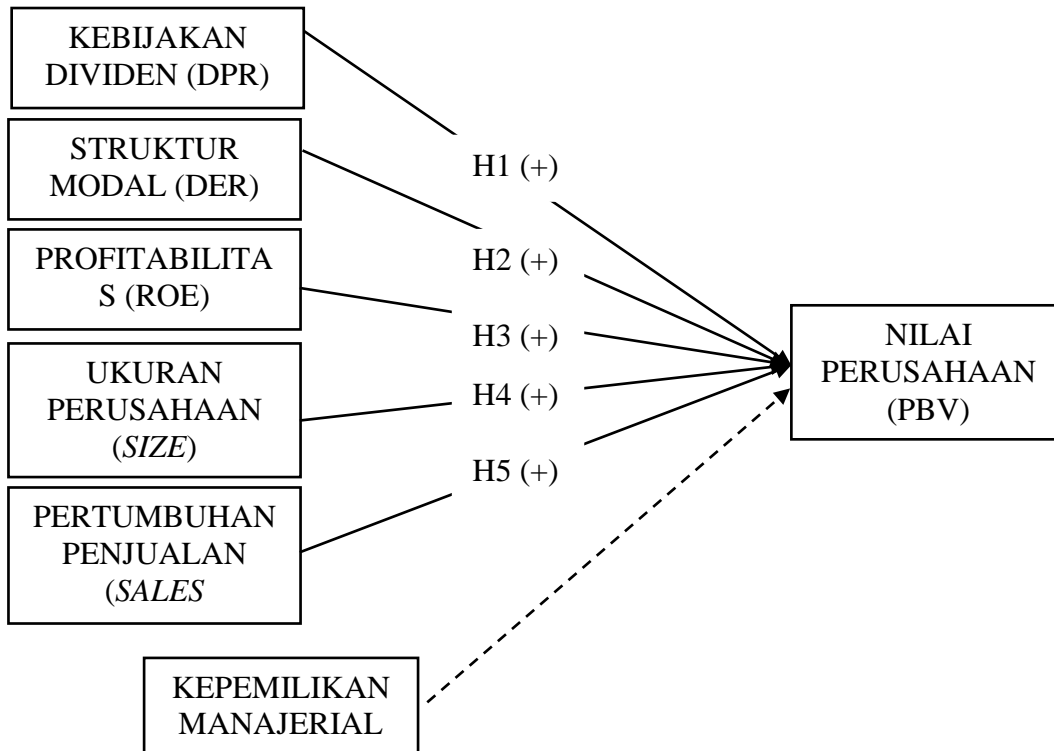 KEBIJAKAN
DIVIDEN (DPR)
STRUKTUR
MODAL (DER)
PROFITABILITA
S (ROE)
UKURAN
PERUSAHAAN
(SIZE)
PERTUMBUHAN
PENJUALAN
(SALES
KEPEMILIKAN
MANAJERIAL
H1 (+)
H2 (+)
H3 (+)
H4 (+)
H5 (+)
NILAI
PERUSAHAAN
(PBV)